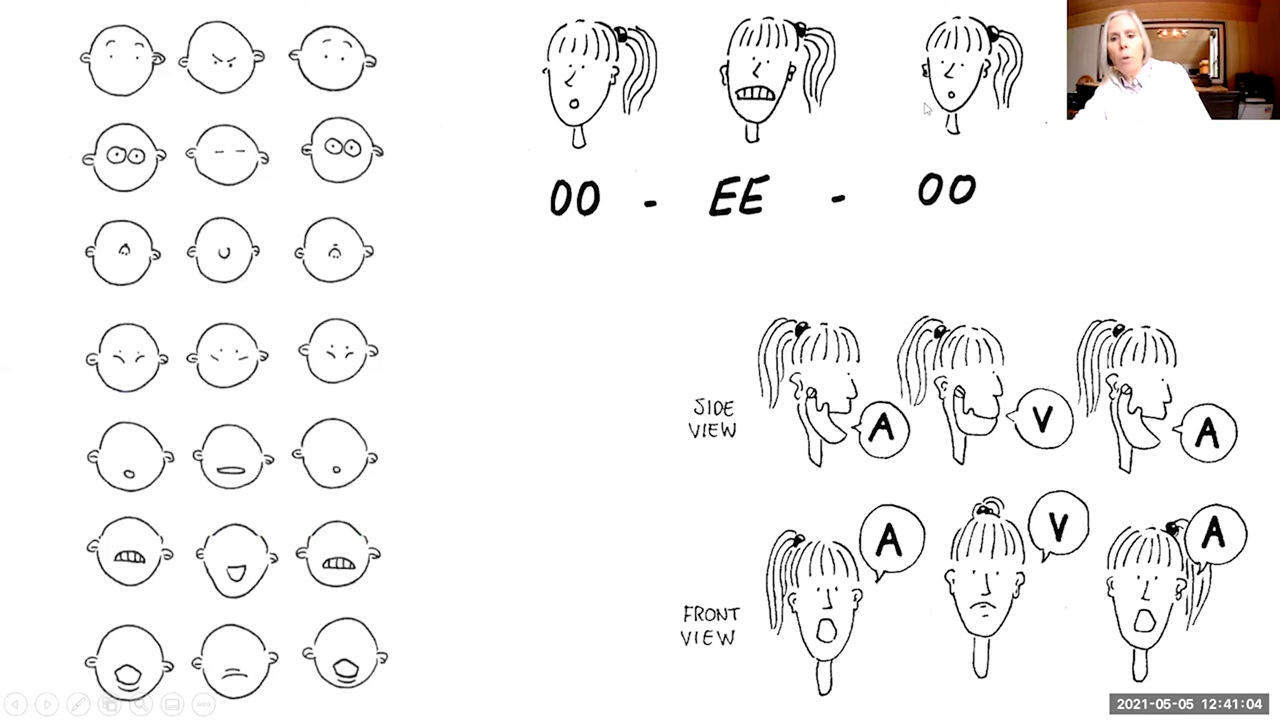 OO - EE - OO
SIDE
VIEW
A
V
A
A
V
A
FRONT
VIEW
2021-05-05 12:41:04